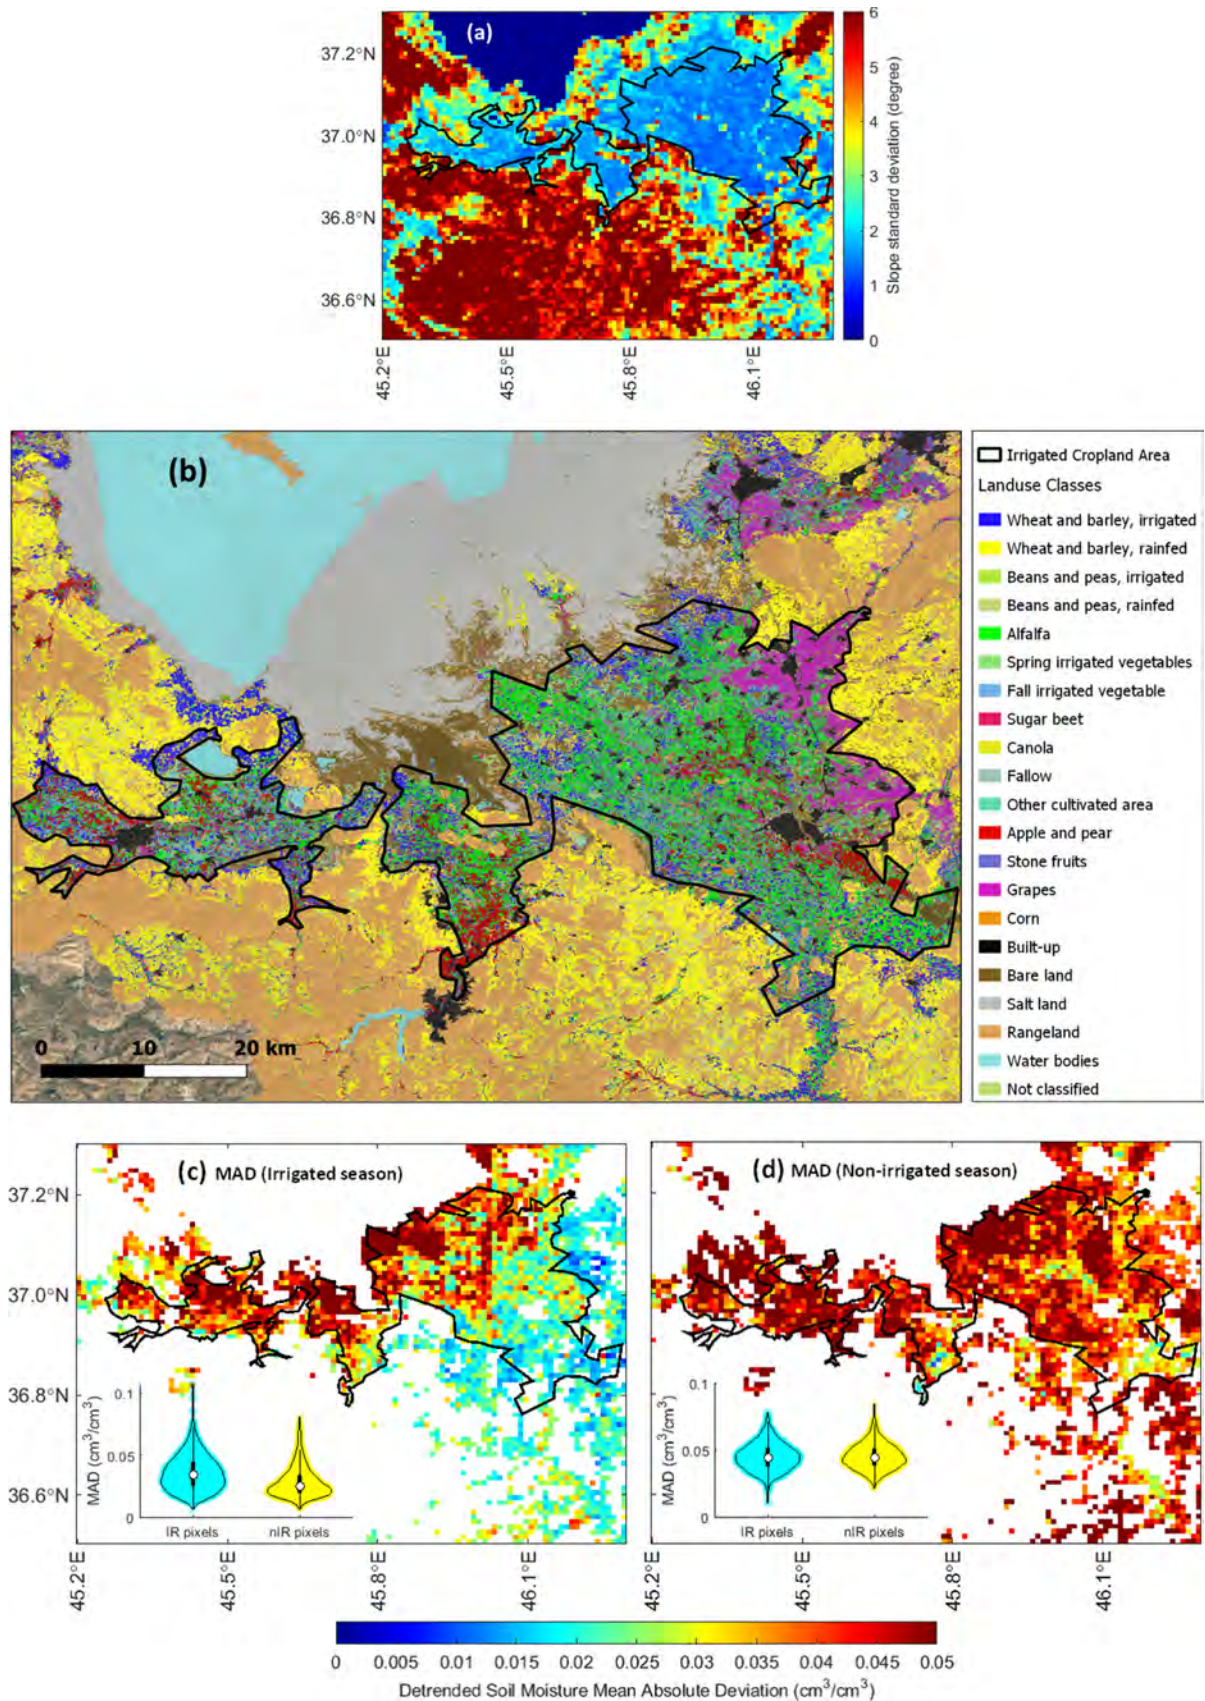 (a)
37.2°N
37.0°N
36.8°N
36.6°N
45.2°E
45.5°E
45.8°E
46.1°E
6
5
4
3
2
1
0
Slope standard deviation (degree)
(b)
0 10 20 km
Irrigated Cropland Area
Landuse Classes
Wheat and barley, irrigated
Wheat and barley, rainfed
Beans and peas, irrigated
Beans and peas, rainfed
Alfalfa
Spring irrigated vegetables
Fall irrigated vegetable
Sugar beet
Canola
Fallow
Other cultivated area
Apple and pear
Stone fruits
Grapes
Corn
Built-up
Bare land
Salt land
Rangeland
Water bodies
Not classified
(c) MAD (Irrigated season)
37.2°N
37.0°N
36.8°N
36.6°N
45.2°E
45.5°E
45.8°E
46.1°E
MAD (cm³/cm³)
0.1
0.05
0
IR pixels nIR pixels
(d) MAD (Non-irrigated season)
MAD (cm³/cm³)
0.1
0.05
0
IR pixels nIR pixels
45.2°E
45.5°E
45.8°E
46.1°E
0 0.005 0.01 0.015 0.02 0.025 0.03 0.035 0.04 0.045 0.05
Detrended Soil Moisture Mean Absolute Deviation (cm³/cm³)